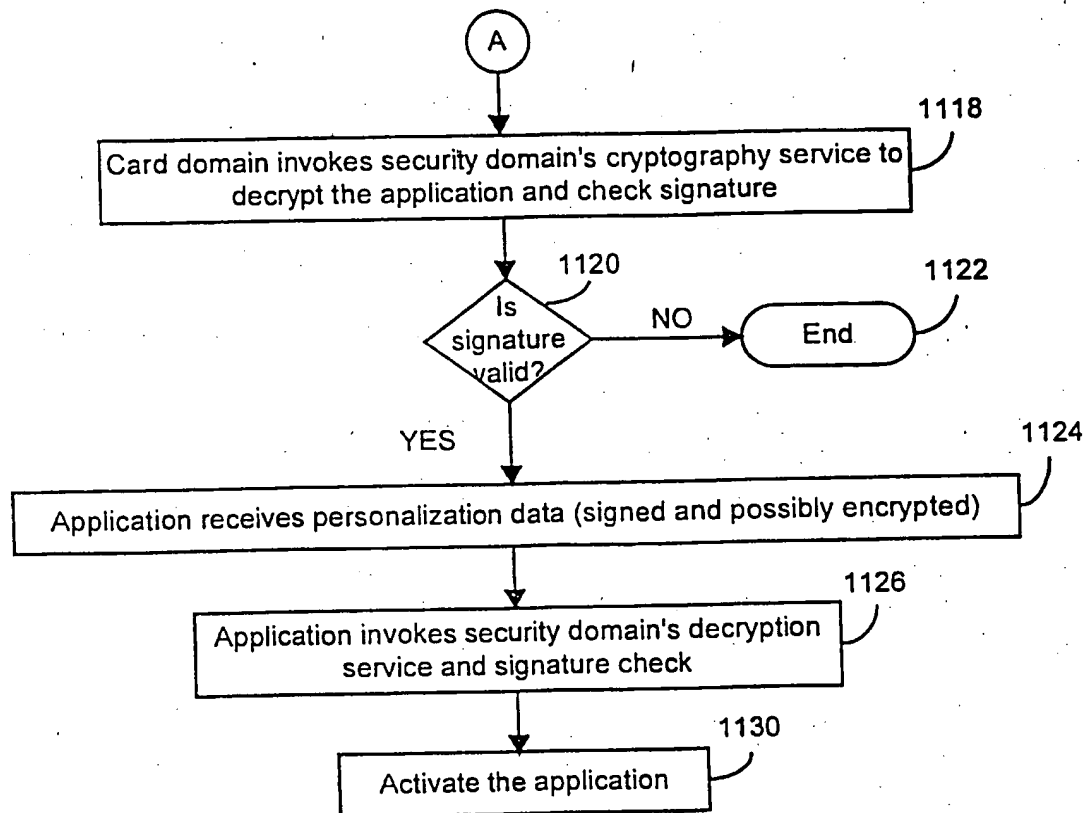 A
1118
Card domain invokes security domain's cryptography service to
decrypt the application and check signature
1120
Is
signature
valid?
NO
1122
End
YES
1124
Application receives personalization data (signed and possibly encrypted)
1126
Application invokes security domain's decryption
service and signature check
1130
Activate the application